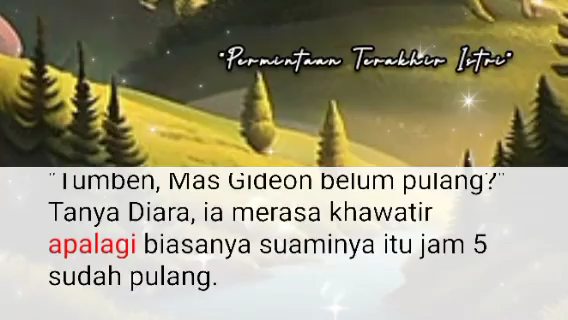 "Permintaan Terakhir Istri"
"Tumben, Mas Gideon belum pulang?"
Tanya Diara, ia merasa khawatir
apalagi biasanya suaminya itu jam 5
sudah pulang.